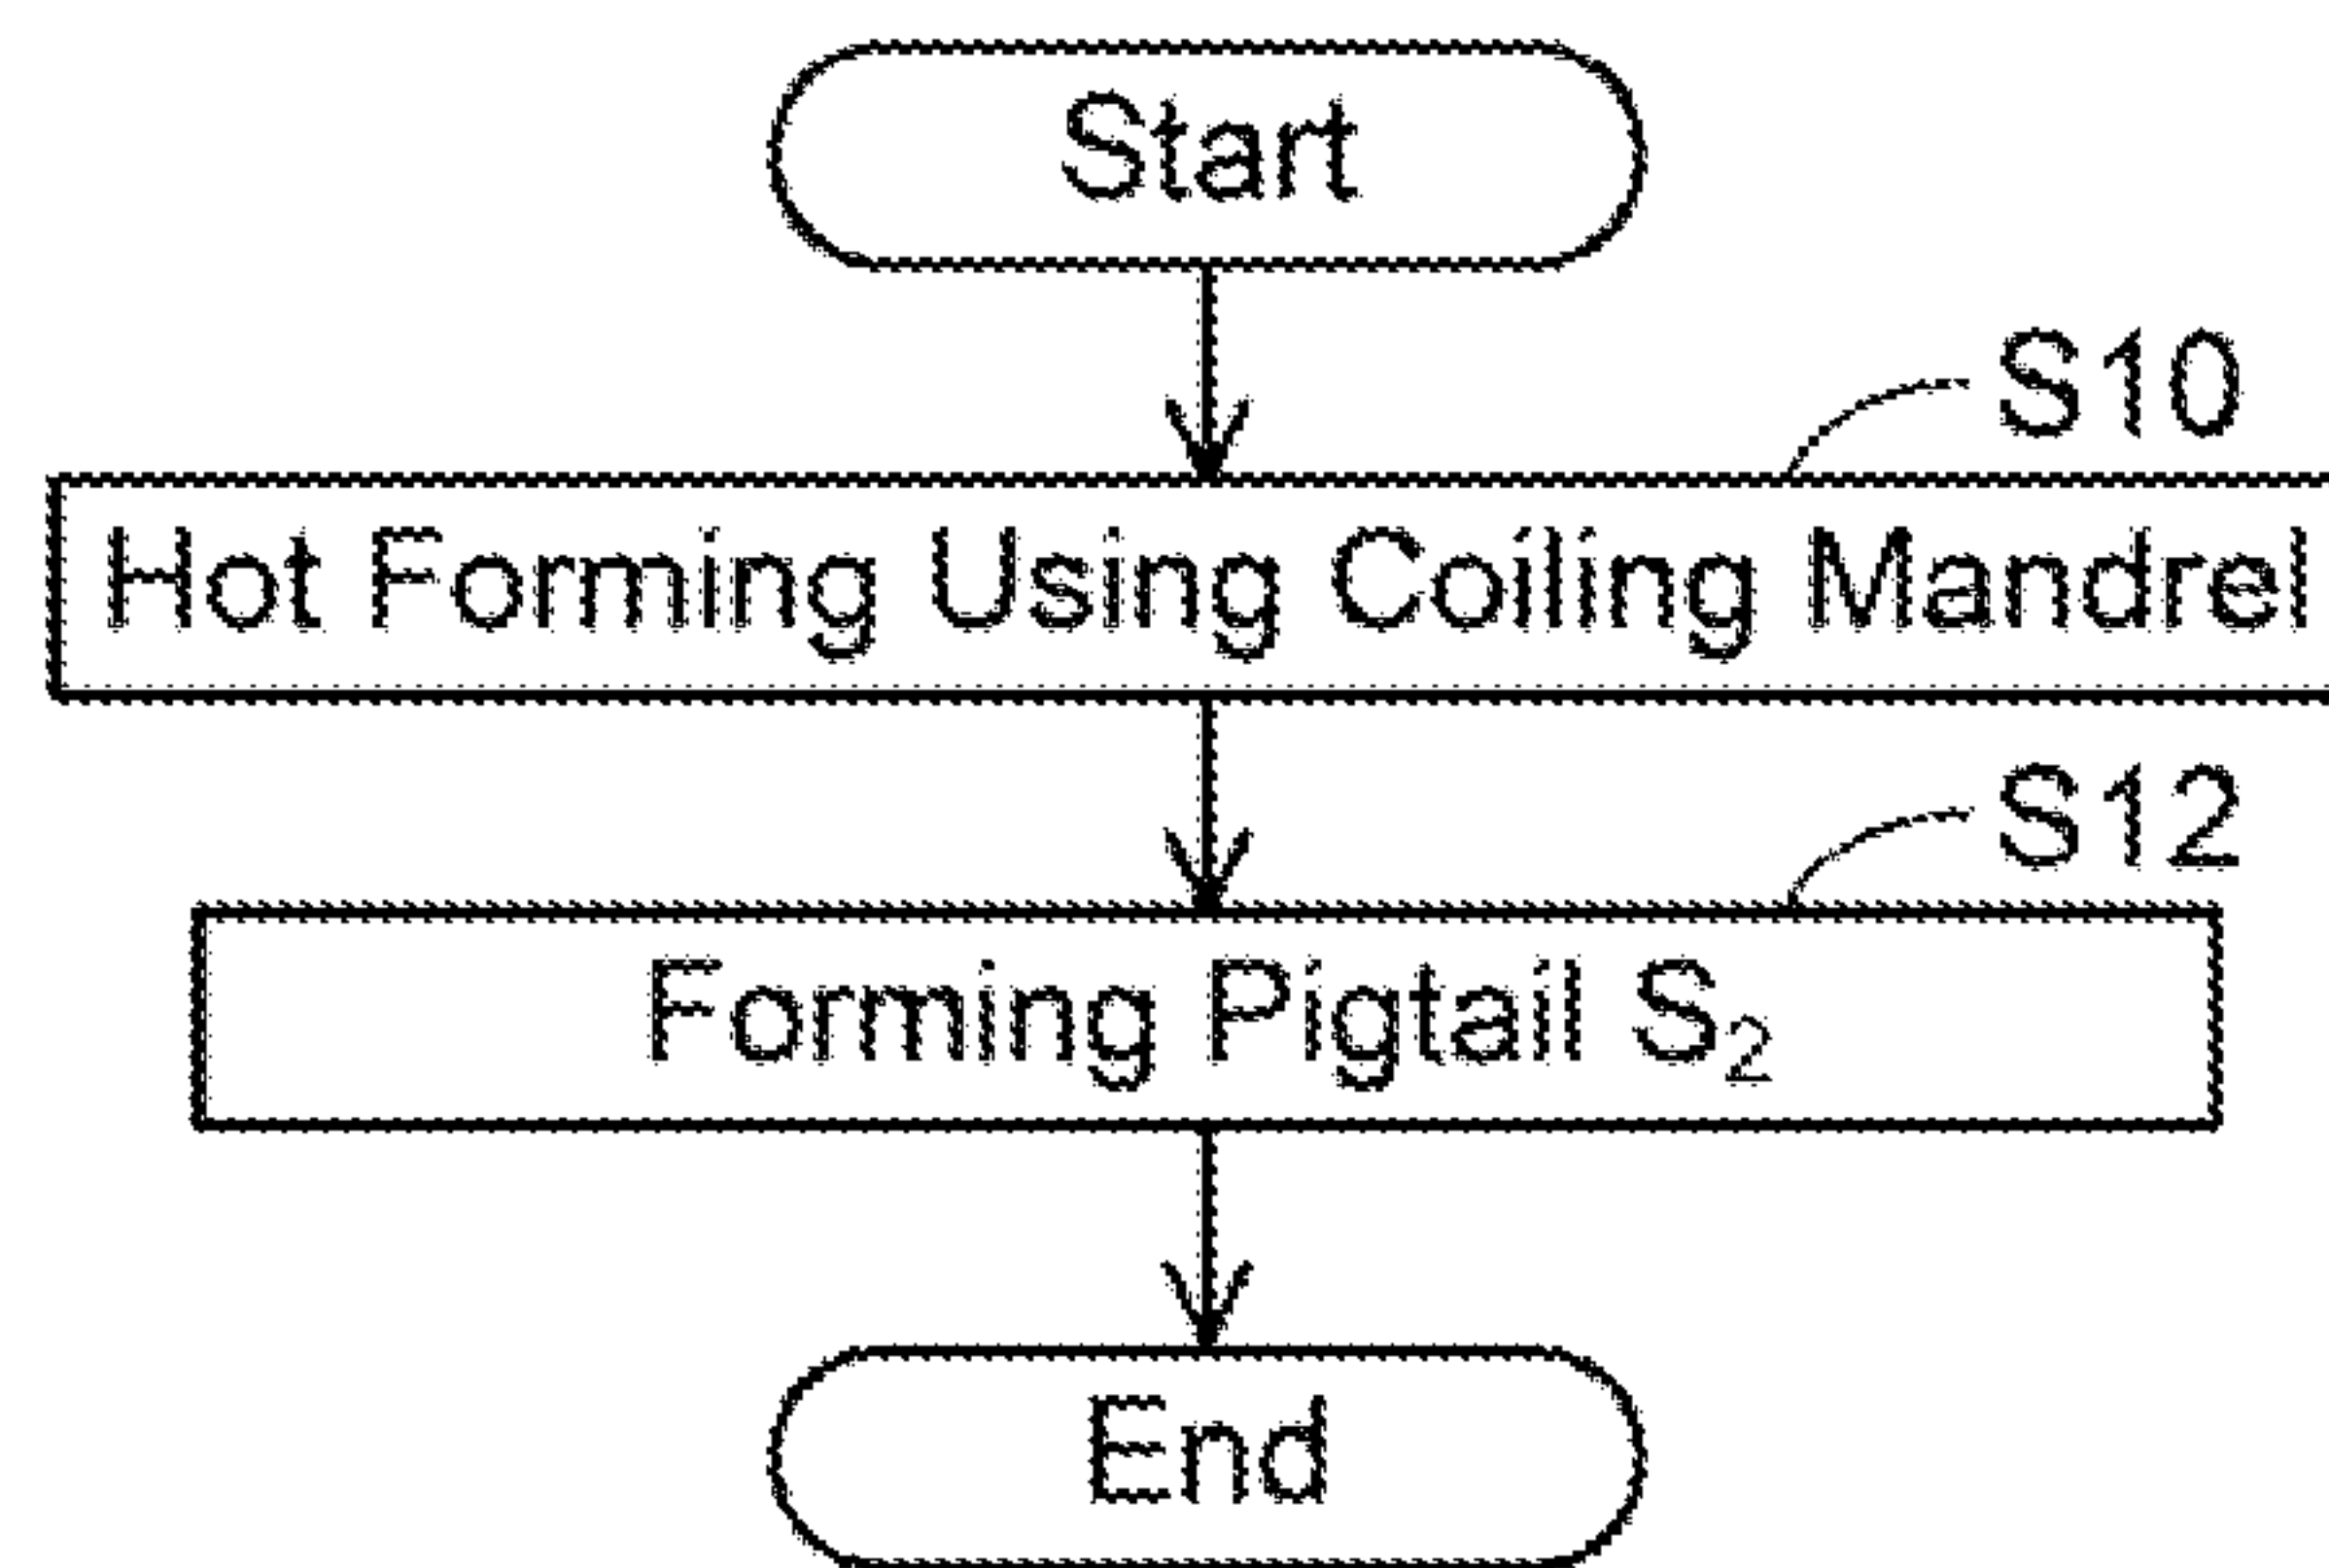 Start
S10
Hot Forming Using Coiling Mandrel
S12
Forming Pigtail S₂
End